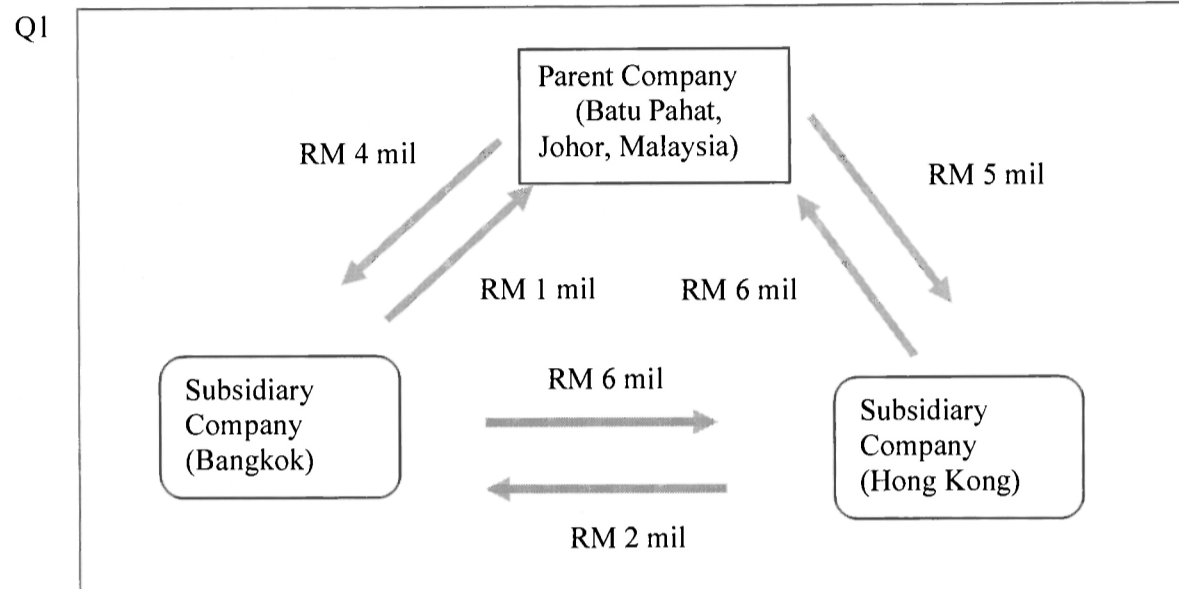 Q1
Parent Company
(Batu Pahat,
Johor, Malaysia)
RM 4 mil
RM 5 mil
RM 1 mil
RM 6 mil
Subsidiary
Company
(Bangkok)
RM 6 mil
RM 2 mil
Subsidiary
Company
(Hong Kong)